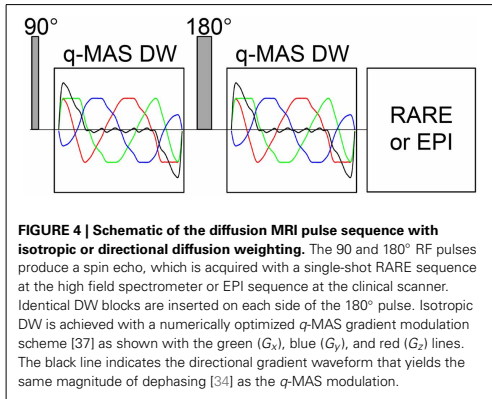 90° 180°
q-MAS DW q-MAS DW
RARE
or EPI
FIGURE 4 | Schematic of the diffusion MRI pulse sequence with
isotropic or directional diffusion weighting. The 90 and 180° RF pulses
produce a spin echo, which is acquired with a single-shot RARE sequence
at the high field spectrometer or EPI sequence at the clinical scanner.
Identical DW blocks are inserted on each side of the 180° pulse. Isotropic
DW is achieved with a numerically optimized q-MAS gradient modulation
scheme [37] as shown with the green (Gx), blue (Gy), and red (Gz) lines.
The black line indicates the directional gradient waveform that yields the
same magnitude of dephasing [34] as the q-MAS modulation.